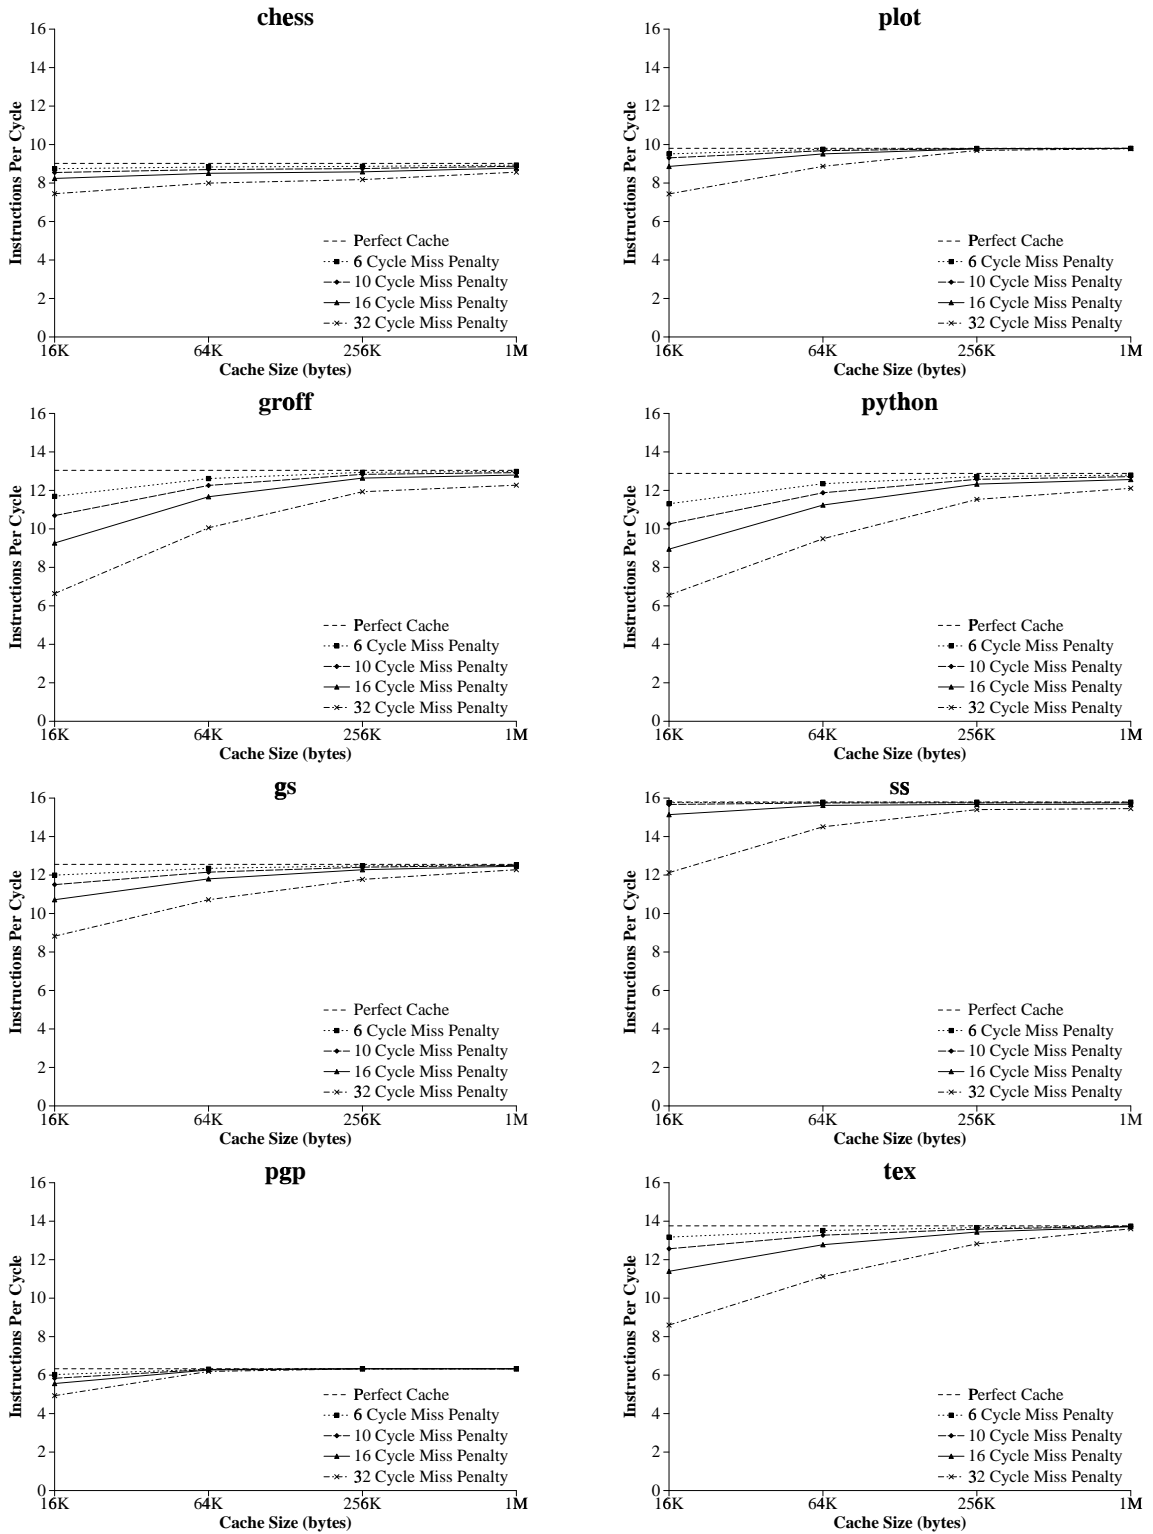 chess
16
14
12
10
8
6
4
2
0
Instructions Per Cycle
Perfect Cache
6 Cycle Miss Penalty
10 Cycle Miss Penalty
16 Cycle Miss Penalty
32 Cycle Miss Penalty
16K 64K 256K 1M
Cache Size (bytes)
plot
16
14
12
10
8
6
4
2
0
Instructions Per Cycle
Perfect Cache
6 Cycle Miss Penalty
10 Cycle Miss Penalty
16 Cycle Miss Penalty
32 Cycle Miss Penalty
16K 64K 256K 1M
Cache Size (bytes)
groff
16
14
12
10
8
6
4
2
0
Instructions Per Cycle
Perfect Cache
6 Cycle Miss Penalty
10 Cycle Miss Penalty
16 Cycle Miss Penalty
32 Cycle Miss Penalty
16K 64K 256K 1M
Cache Size (bytes)
python
16
14
12
10
8
6
4
2
0
Instructions Per Cycle
Perfect Cache
6 Cycle Miss Penalty
10 Cycle Miss Penalty
16 Cycle Miss Penalty
32 Cycle Miss Penalty
16K 64K 256K 1M
Cache Size (bytes)
gs
16
14
12
10
8
6
4
2
0
Instructions Per Cycle
Perfect Cache
6 Cycle Miss Penalty
10 Cycle Miss Penalty
16 Cycle Miss Penalty
32 Cycle Miss Penalty
16K 64K 256K 1M
Cache Size (bytes)
ss
16
14
12
10
8
6
4
2
0
Instructions Per Cycle
Perfect Cache
6 Cycle Miss Penalty
10 Cycle Miss Penalty
16 Cycle Miss Penalty
32 Cycle Miss Penalty
16K 64K 256K 1M
Cache Size (bytes)
pgp
16
14
12
10
8
6
4
2
0
Instructions Per Cycle
Perfect Cache
6 Cycle Miss Penalty
10 Cycle Miss Penalty
16 Cycle Miss Penalty
32 Cycle Miss Penalty
16K 64K 256K 1M
Cache Size (bytes)
tex
16
14
12
10
8
6
4
2
0
Instructions Per Cycle
Perfect Cache
6 Cycle Miss Penalty
10 Cycle Miss Penalty
16 Cycle Miss Penalty
32 Cycle Miss Penalty
16K 64K 256K 1M
Cache Size (bytes)